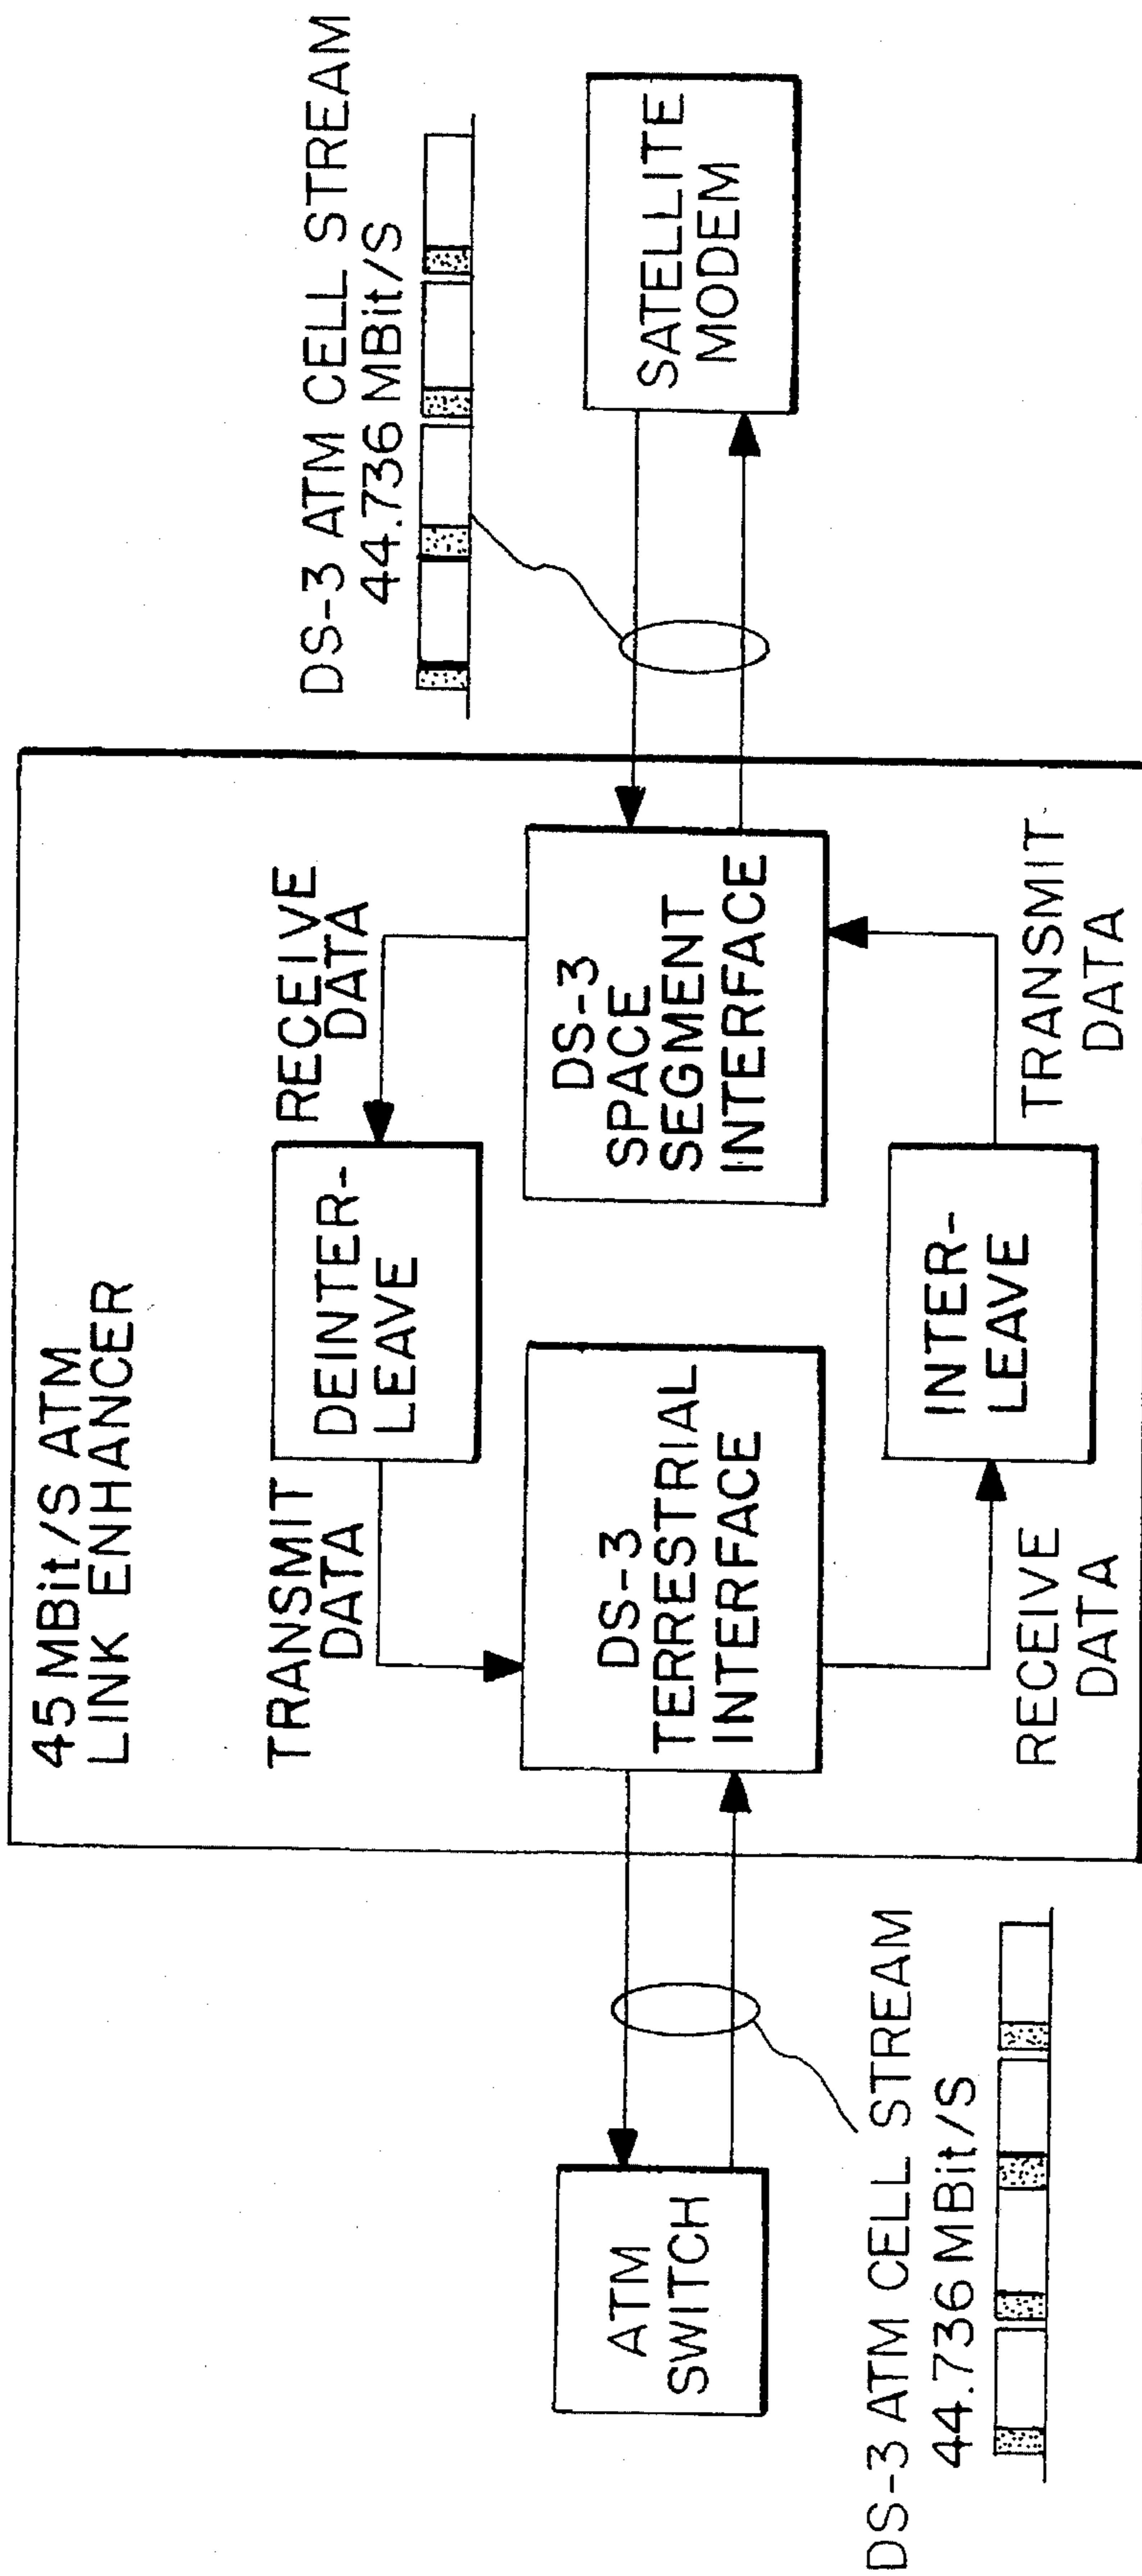 45 MBit/S ATM
LINK ENHANCER
DS-3 ATM CELL STREAM
44.736 MBit/S
TRANSMIT
DATA
DEINTER-
LEAVE
RECEIVE
DATA
ATM
SWITCH
DS-3
TERRESTRIAL
INTERFACE
DS-3
SPACE
SEGMENT
INTERFACE
SATELLITE
MODEM
DS-3 ATM CELL STREAM
44.736 MBit/S
RECEIVE
DATA
INTER-
LEAVE
TRANSMIT
DATA